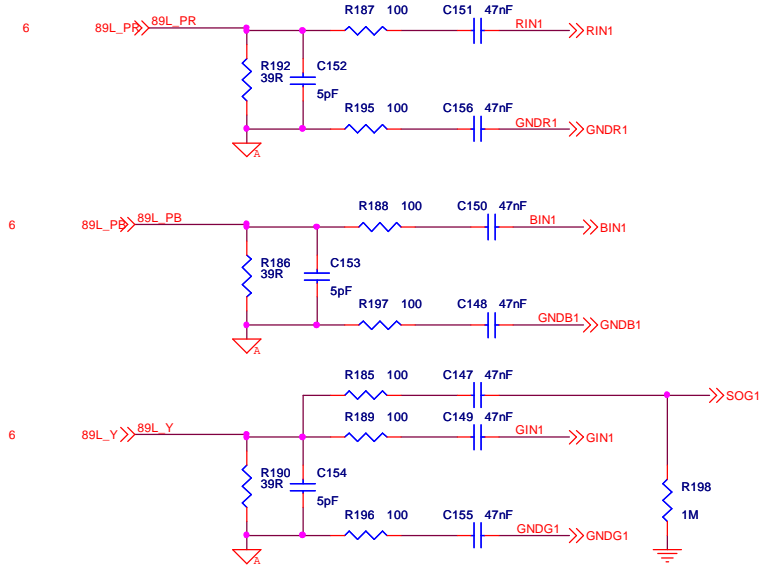 R187 100 C151 47nF
6 89L_PR 89L_PR RIN1 RIN1
R192 39R C152 5pF
R195 100 C156 47nF
GNDR1 GNDR1
A
R188 100 C150 47nF
6 89L_PB 89L_PB BIN1 BIN1
R186 39R C153 5pF
R197 100 C148 47nF
GNDB1 GNDB1
A
R185 100 C147 47nF
SOG1
R189 100 C149 47nF
6 89L_Y 89L_Y GIN1 GIN1
R190 39R C154 5pF
R198 1M
R196 100 C155 47nF
GNDG1 GNDG1
A